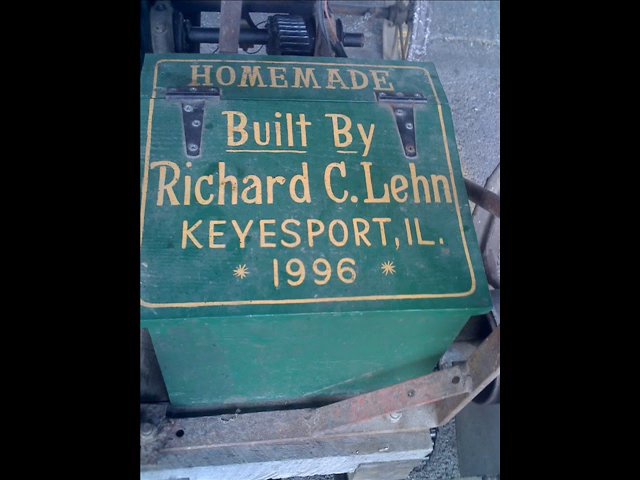 HOMEMADE
Built By
Richard C. Lehn
KEYESPORT, IL.
* 1996 *